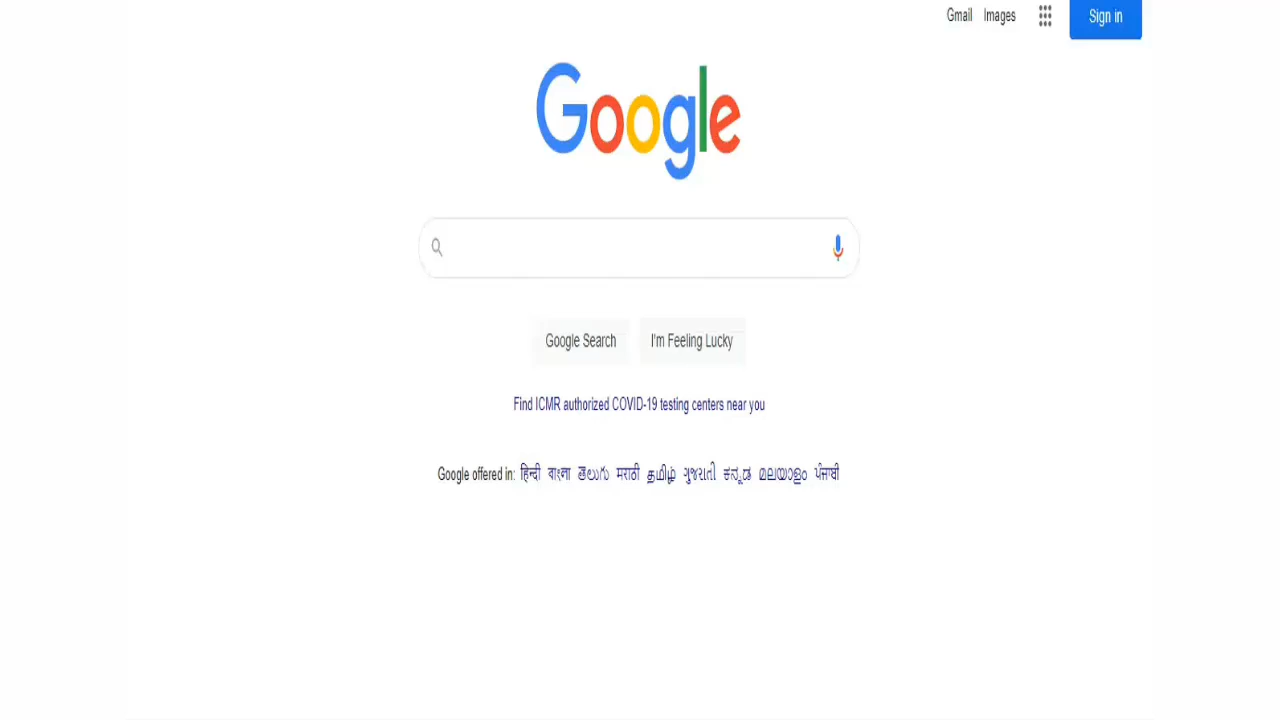 Gmail Images Sign in
Google
Google Search I'm Feeling Lucky
Find ICMR authorized COVID-19 testing centers near you
Google offered in: हिन्दी বাংলা తెలుగు मराठी தமிழ் ગુજરાતી ಕನ್ನಡ മലയാളം ਪੰਜਾਬੀ